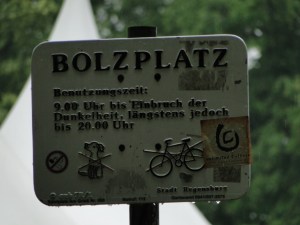 BOLZPLATZ
Benutzungszeit:
9.00 Uhr bis Einbruch der
Dunkelheit, längstens jedoch
bis 20.00 Uhr
Stadt Regensburg